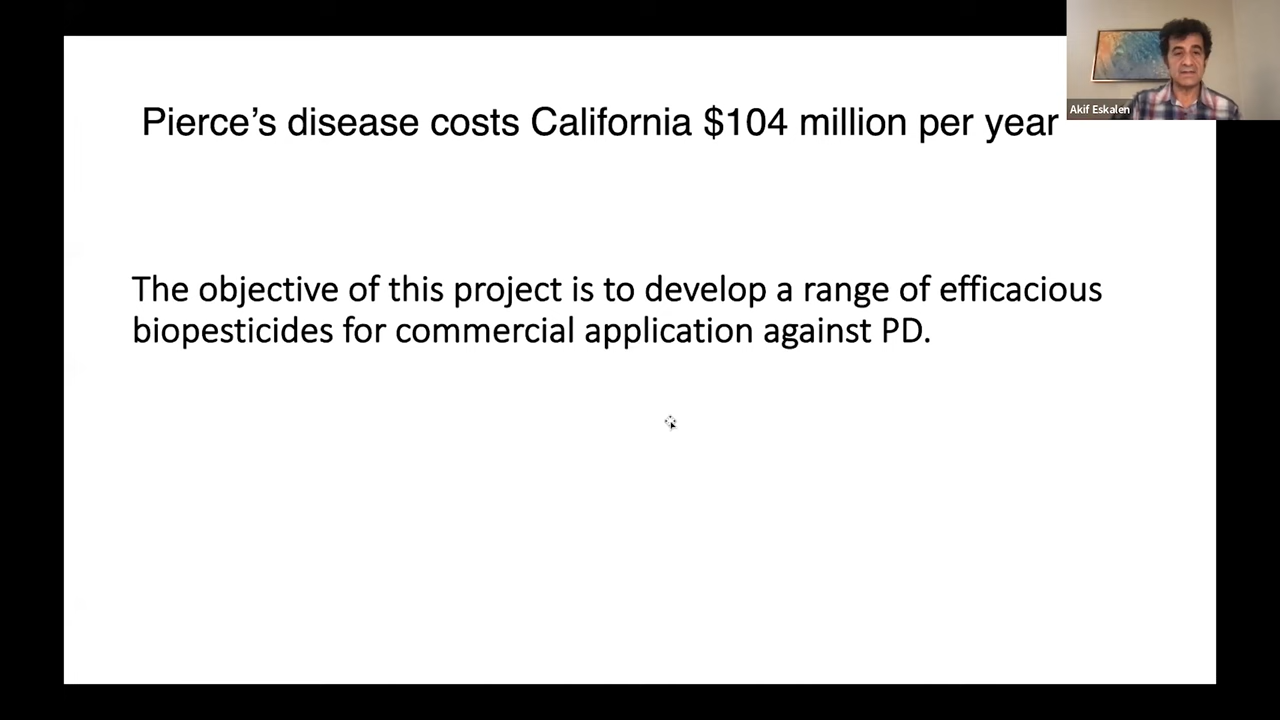 Pierce’s disease costs California $104 million per year
Akif Eskalen
The objective of this project is to develop a range of efficacious
biopesticides for commercial application against PD.